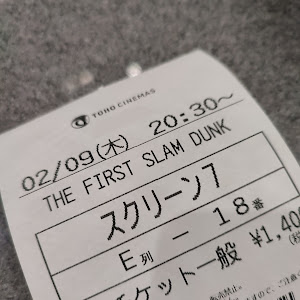 TOHO CINEMAS
02/09(木) 20:30~
THE FIRST SLAM DUNK
スクリーン7
E列 - 18番
ケット一般 ¥1,40